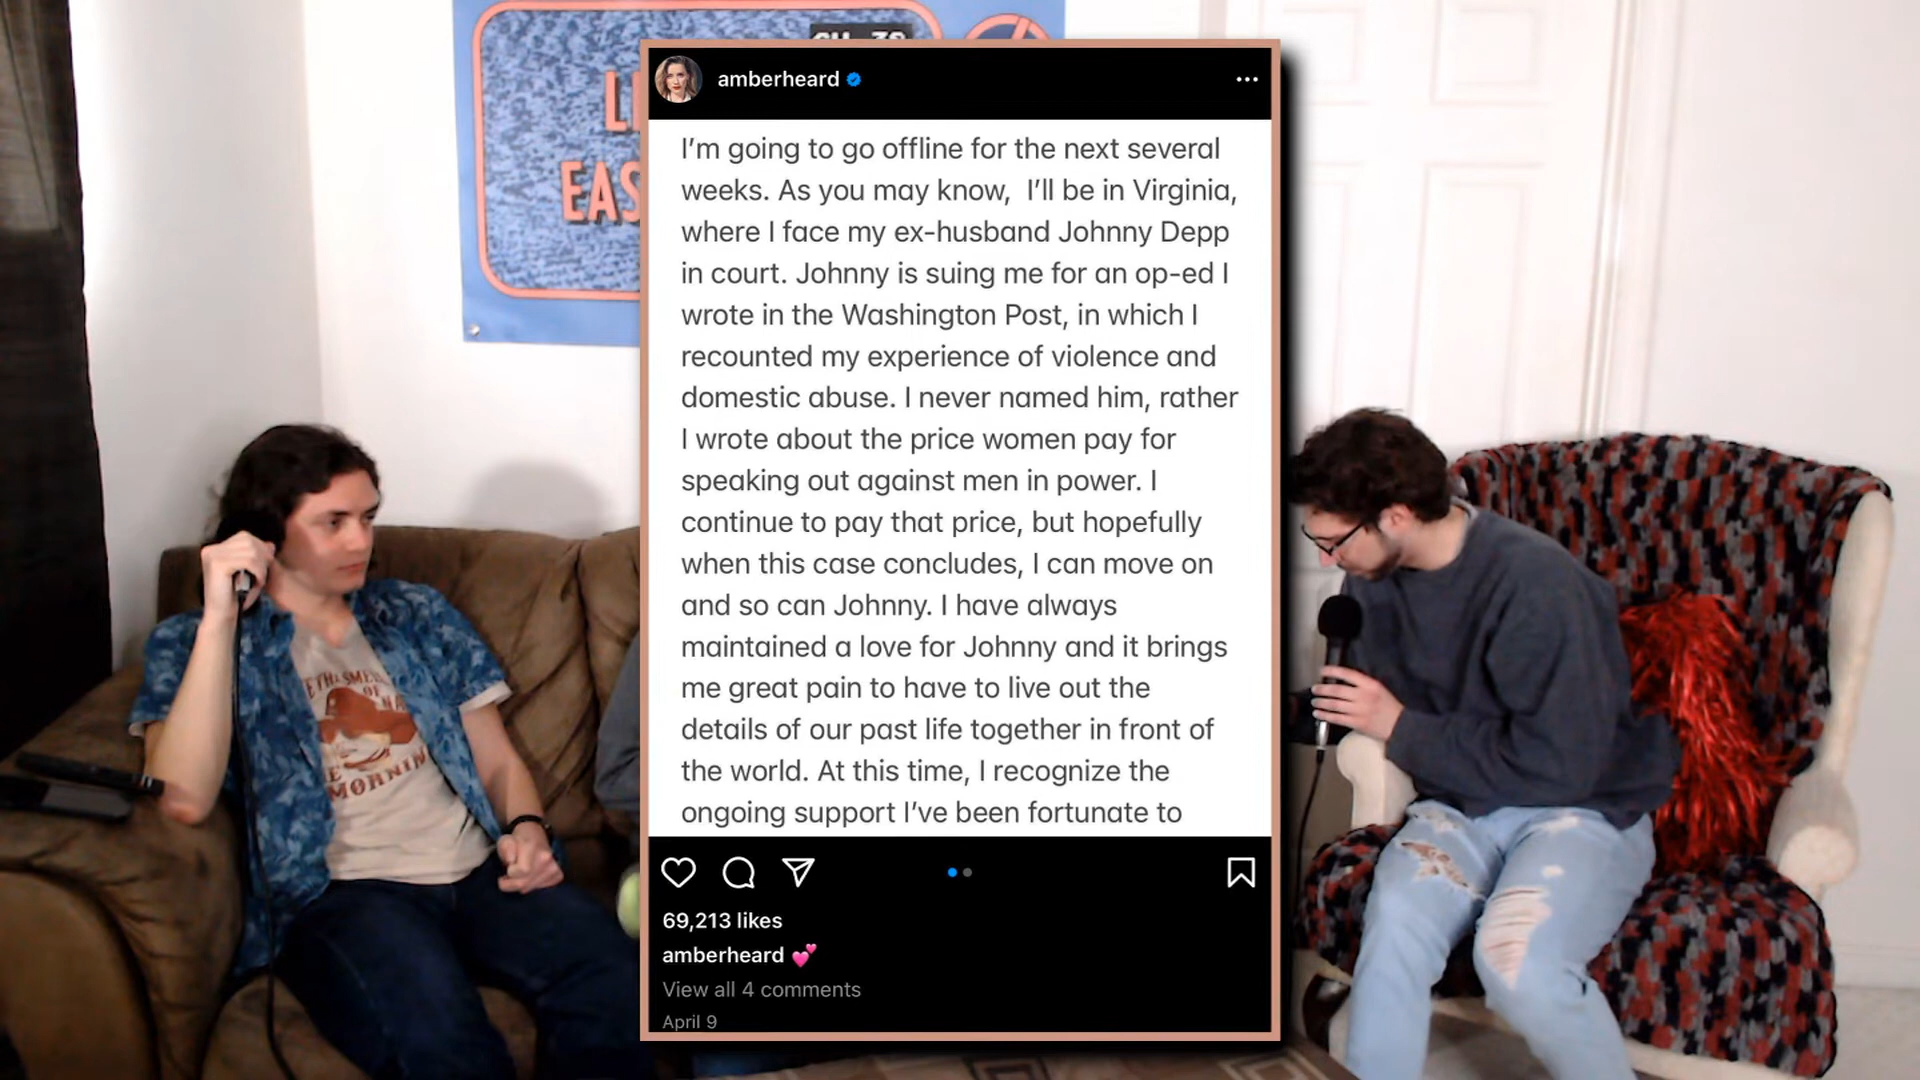 CH 38
EAS
amberheard
I’m going to go offline for the next several
weeks. As you may know, I’ll be in Virginia,
where I face my ex-husband Johnny Depp
in court. Johnny is suing me for an op-ed I
wrote in the Washington Post, in which I
recounted my experience of violence and
domestic abuse. I never named him, rather
I wrote about the price women pay for
speaking out against men in power. I
continue to pay that price, but hopefully
when this case concludes, I can move on
and so can Johnny. I have always
maintained a love for Johnny and it brings
me great pain to have to live out the
details of our past life together in front of
the world. At this time, I recognize the
ongoing support I’ve been fortunate to
69,213 likes
amberheard 💕
View all 4 comments
April 9
OF
MORNIN